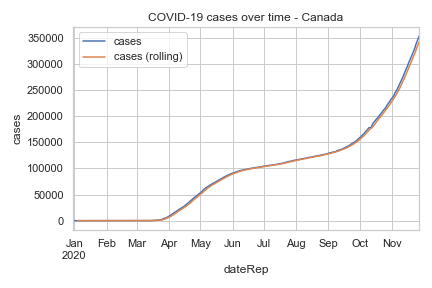 COVID-19 cases over time - Canada
cases
cases (rolling)
350000
300000
250000
200000
150000
100000
50000
0
cases
Jan Feb Mar Apr May Jun Jul Aug Sep Oct Nov
2020
dateRep